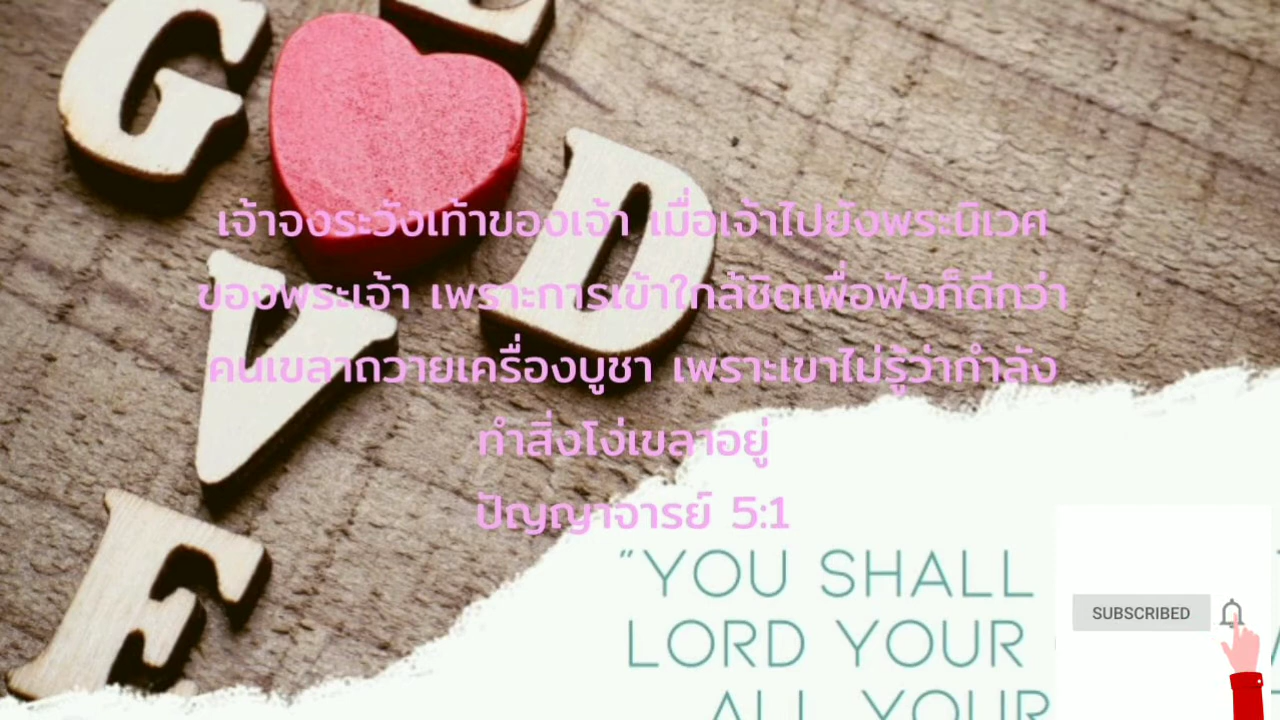 G D
V
E
เจ้าจงระวังเท้าของเจ้า เมื่อเจ้าไปยังพระนิเวศ
ของพระเจ้า เพราะการเข้าใกล้ชิดเพื่อฟังก็ดีกว่า
คนเขลาถวายเครื่องบูชา เพราะเขาไม่รู้ว่ากำลัง
ทำสิ่งโง่เขลาอยู่
ปัญญาจารย์ 5:1
"YOU SHALL
LORD YOUR
ALL YOUR
SUBSCRIBED